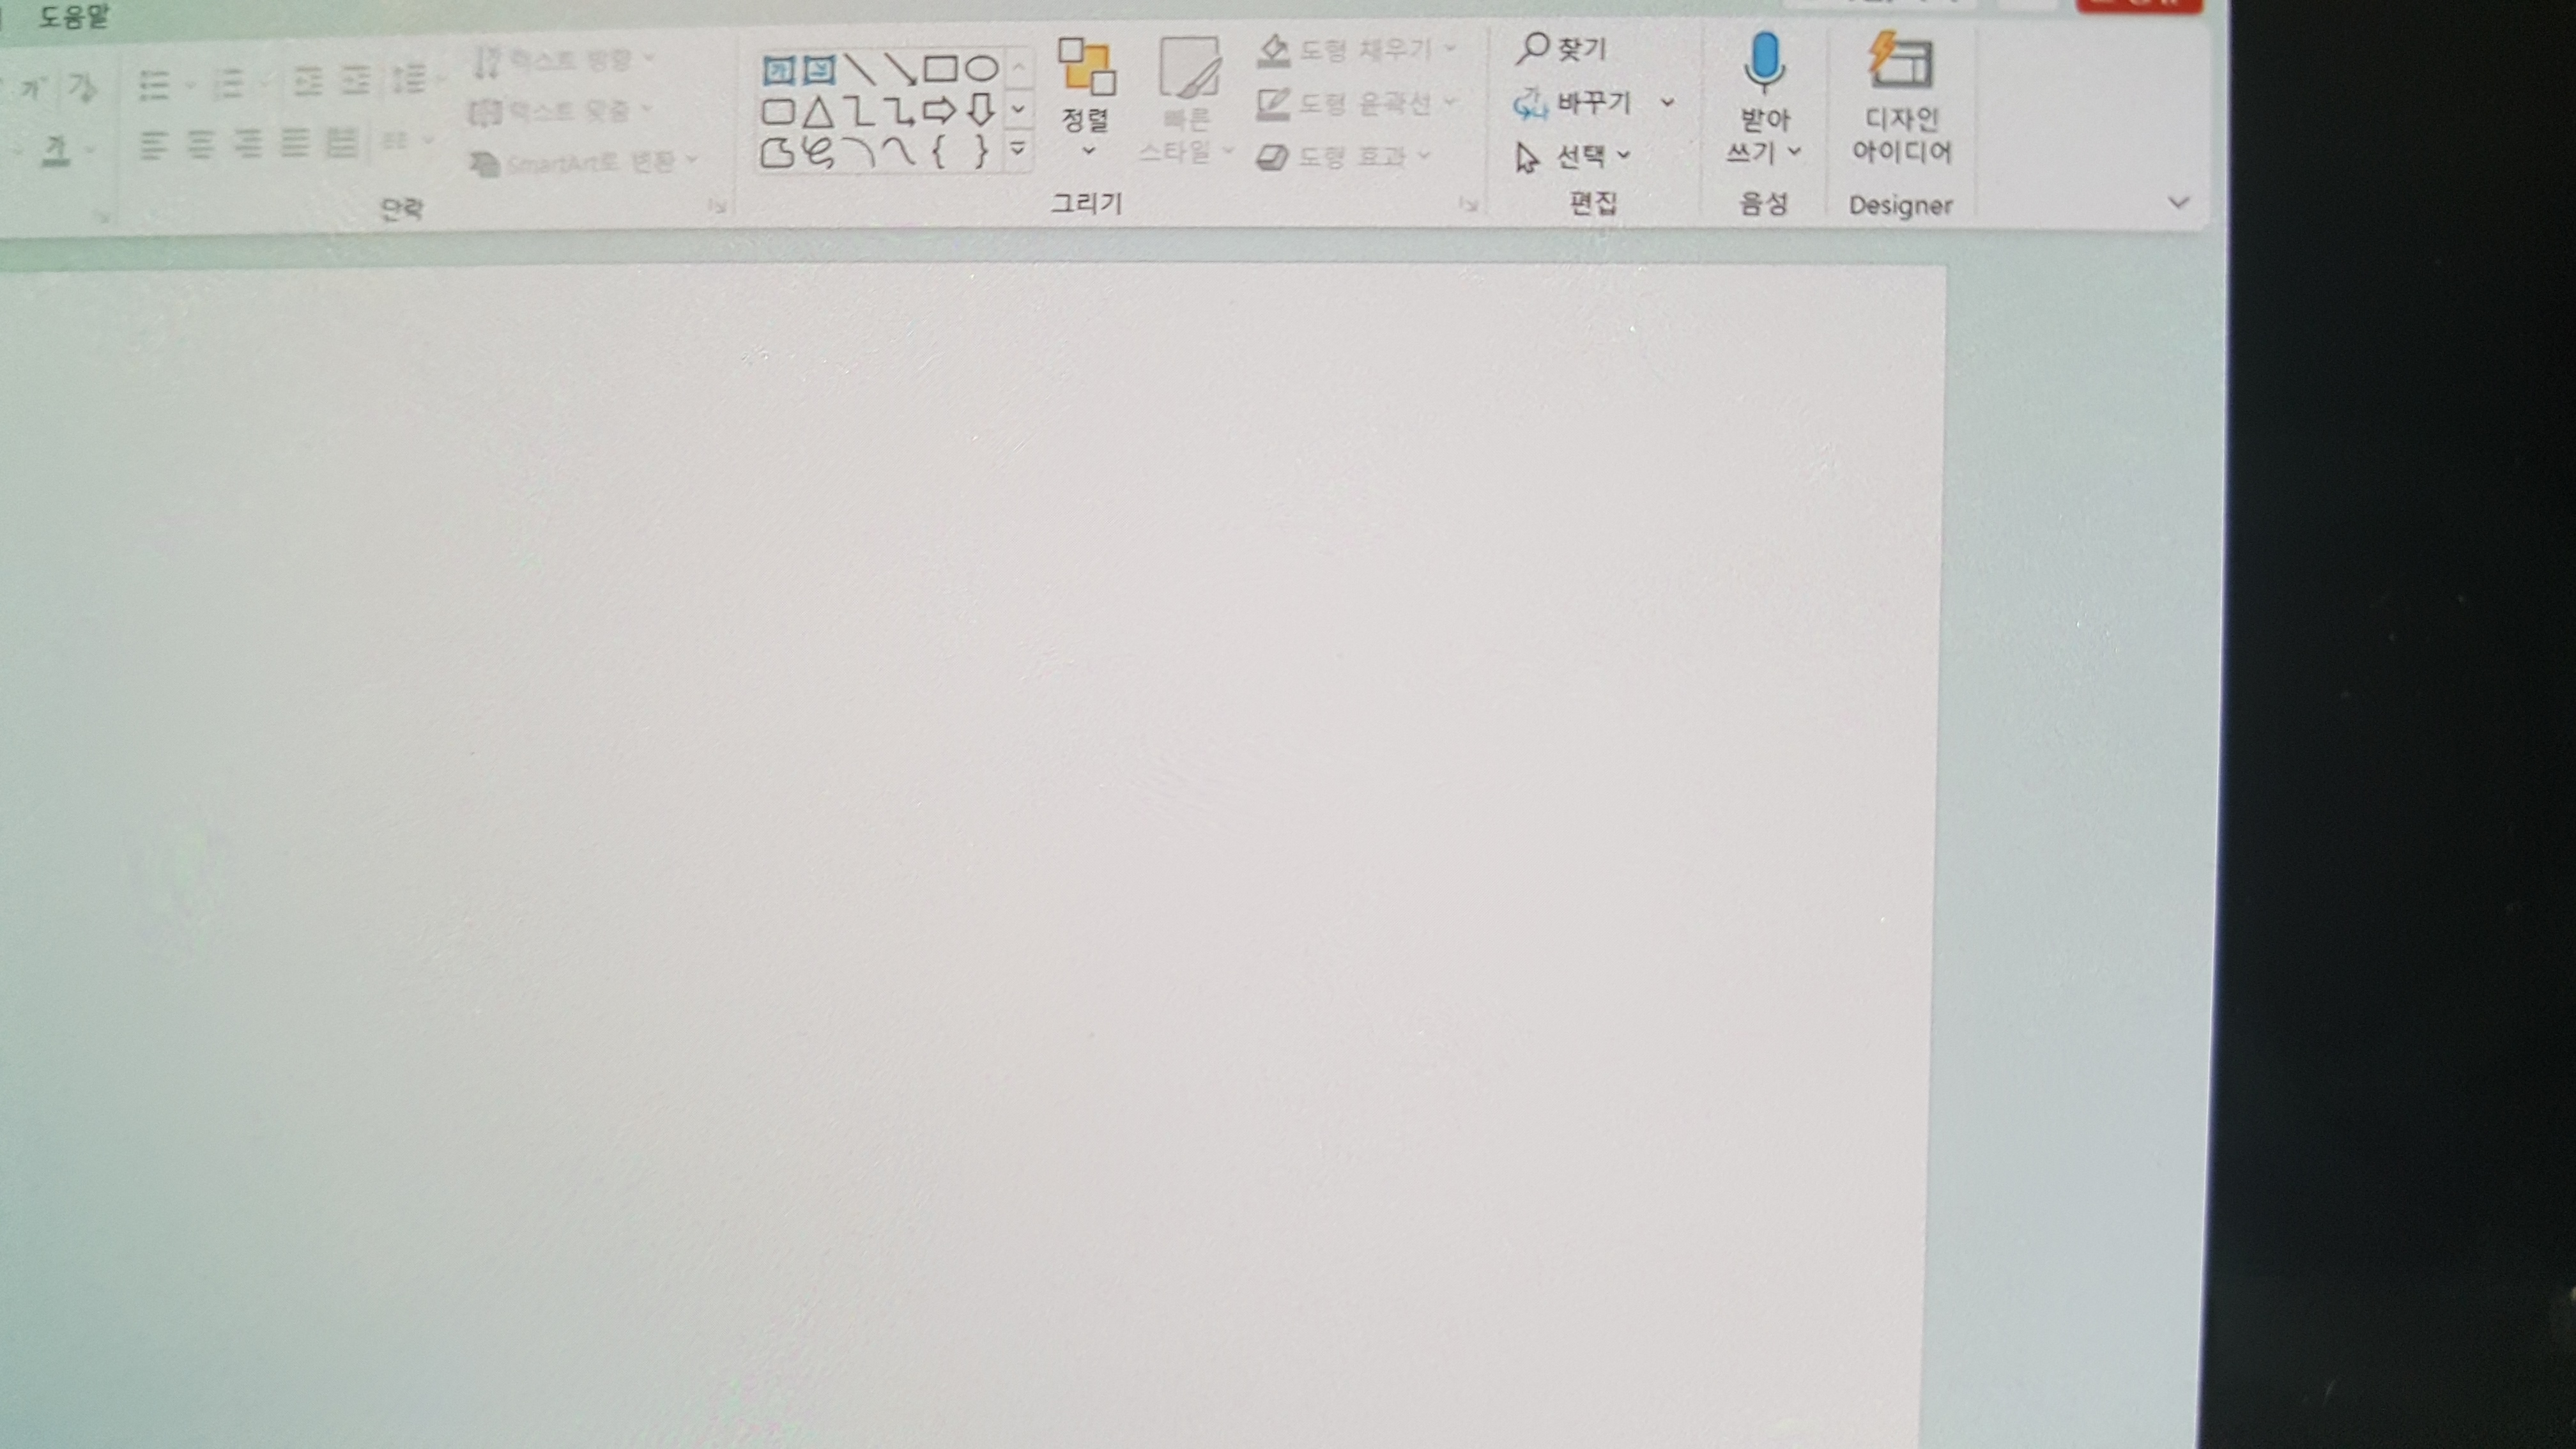 도움말
텍스트 방향
텍스트 맞춤
SmartArt로 변환
단락
정렬
빠른
스타일
도형 채우기
도형 윤곽선
도형 효과
그리기
찾기
바꾸기
선택
편집
받아
쓰기
음성
디자인
아이디어
Designer